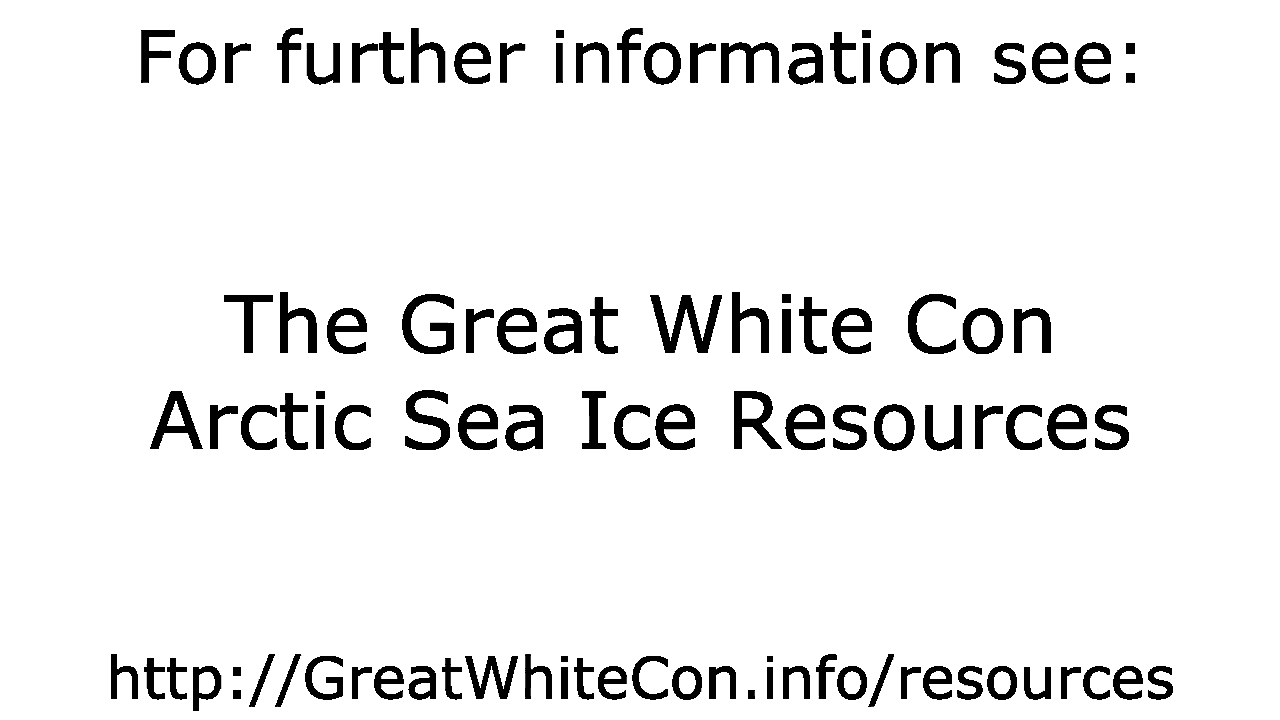 For further information see:
The Great White Con
Arctic Sea Ice Resources
http://GreatWhiteCon.info/resources